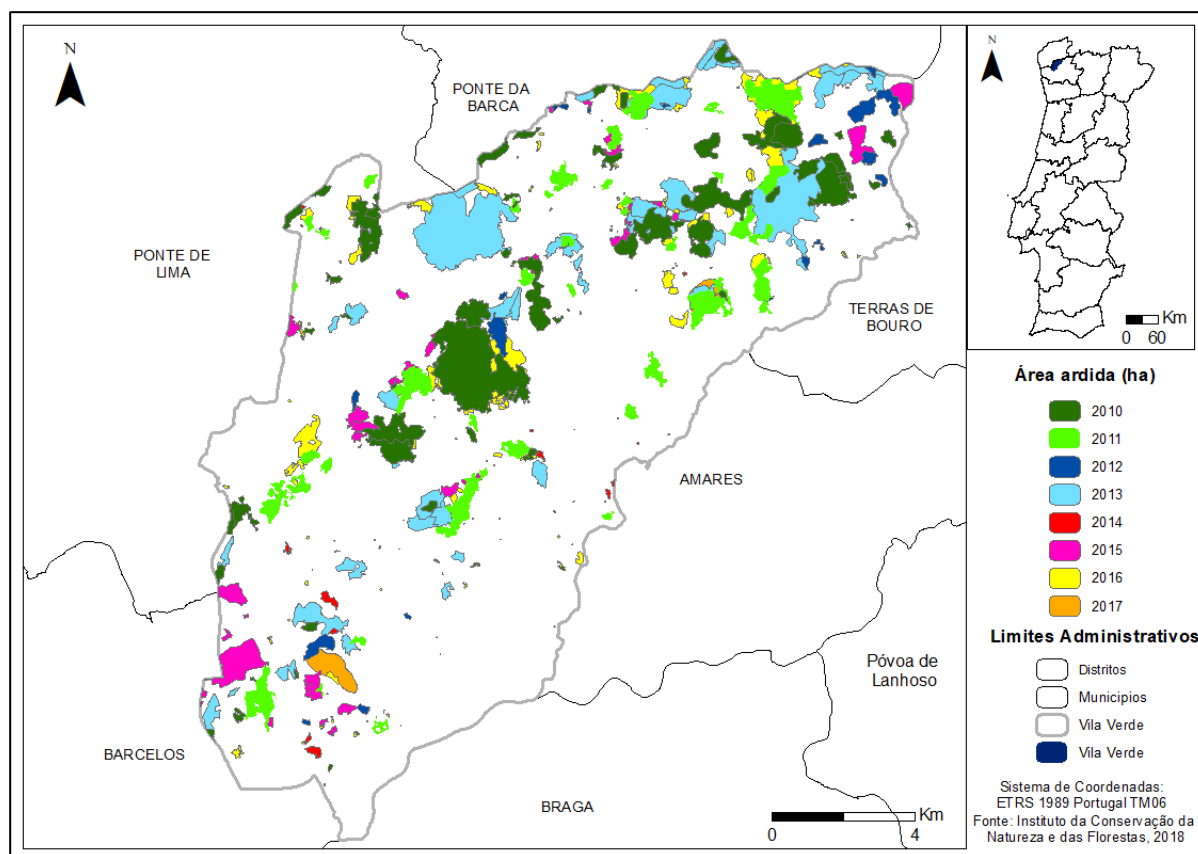 N
PONTE DA
BARCA
PONTE DE
LIMA
TERRAS DE
BOURO
AMARES
Póvoa de
Lanhoso
BARCELOS
BRAGA
Km
0 4
N
Km
0 60
Área ardida (ha)
2010
2011
2012
2013
2014
2015
2016
2017
Limites Administrativos
Distritos
Municipios
Vila Verde
Vila Verde
Sistema de Coordenadas:
ETRS 1989 Portugal TM06
Fonte: Instituto da Conservação da
Natureza e das Florestas, 2018